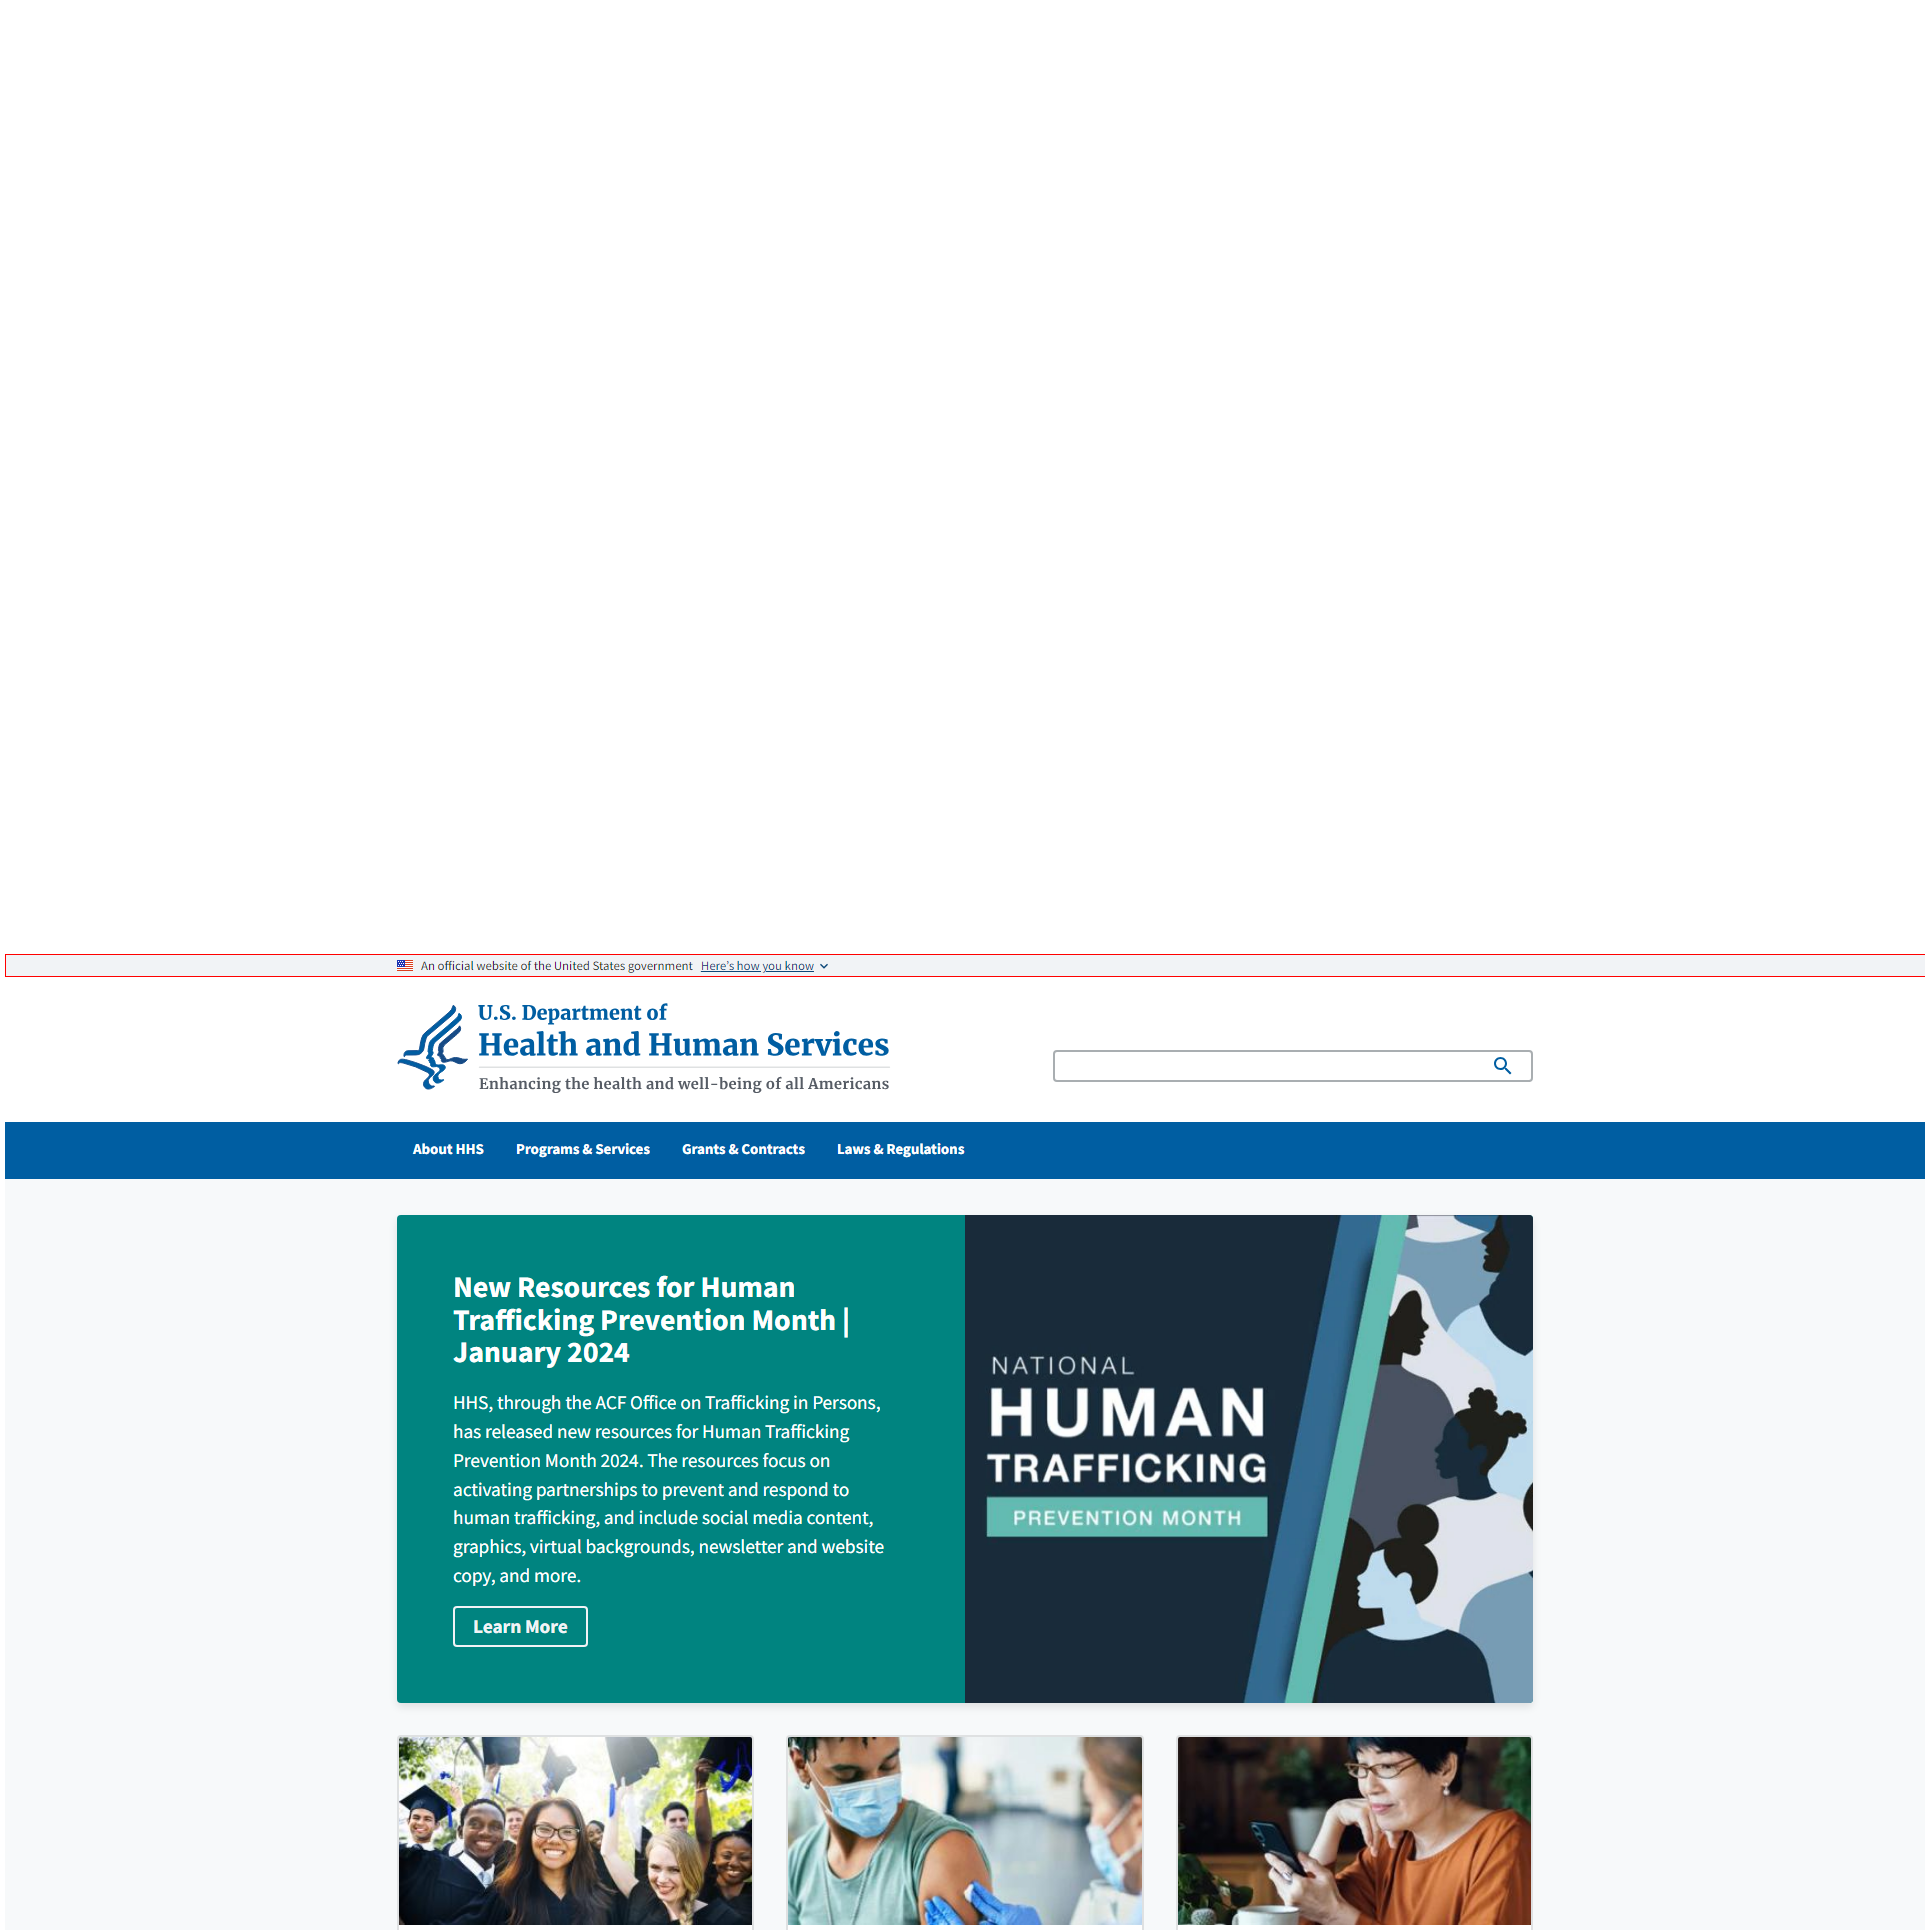 An official website of the United States government Here's how you know
U.S. Department of
Health and Human Services
Enhancing the health and well-being of all Americans
About HHS Programs & Services Grants & Contracts Laws & Regulations
New Resources for Human
Trafficking Prevention Month |
January 2024
HHS, through the ACF Office on Trafficking in Persons,
has released new resources for Human Trafficking
Prevention Month 2024. The resources focus on
activating partnerships to prevent and respond to
human trafficking, and include social media content,
graphics, virtual backgrounds, newsletter and website
copy, and more.
Learn More
NATIONAL
HUMAN
TRAFFICKING
PREVENTION MONTH